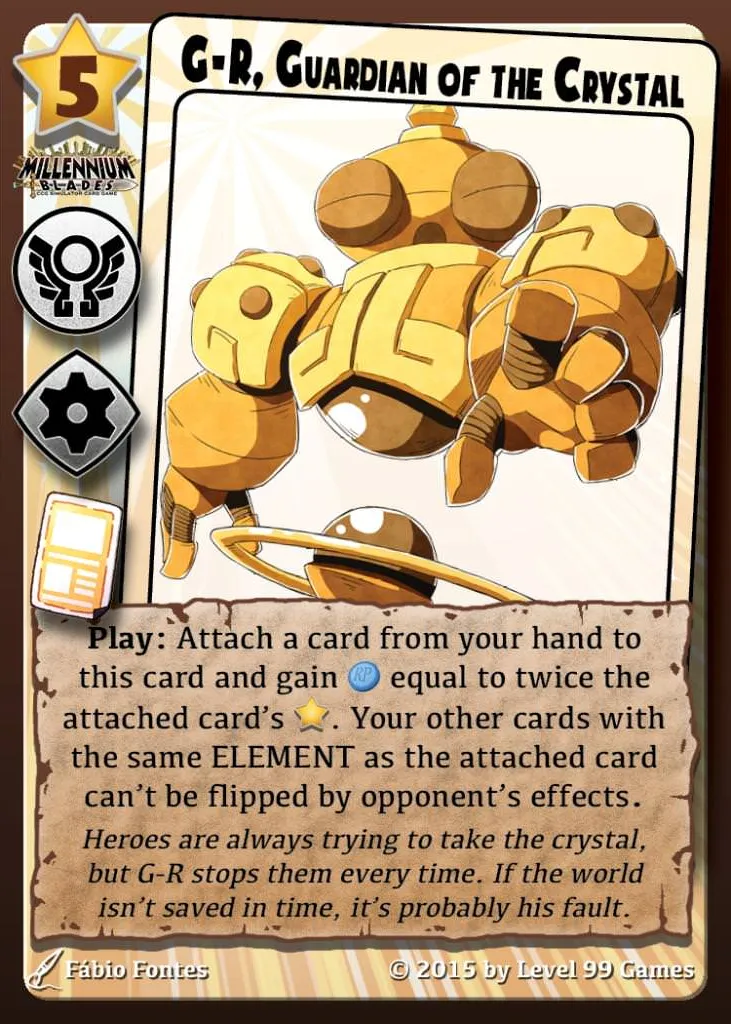 G-R, Guardian of the Crystal
5
MILLENNIUM
BLADES
CCG SIMULATOR CARD GAME
Play: Attach a card from your hand to
this card and gain RP equal to twice the
attached card's ⭐. Your other cards with
the same ELEMENT as the attached card
can't be flipped by opponent's effects.
Heroes are always trying to take the crystal,
but G-R stops them every time. If the world
isn't saved in time, it's probably his fault.
Fábio Fontes
© 2015 by Level 99 Games